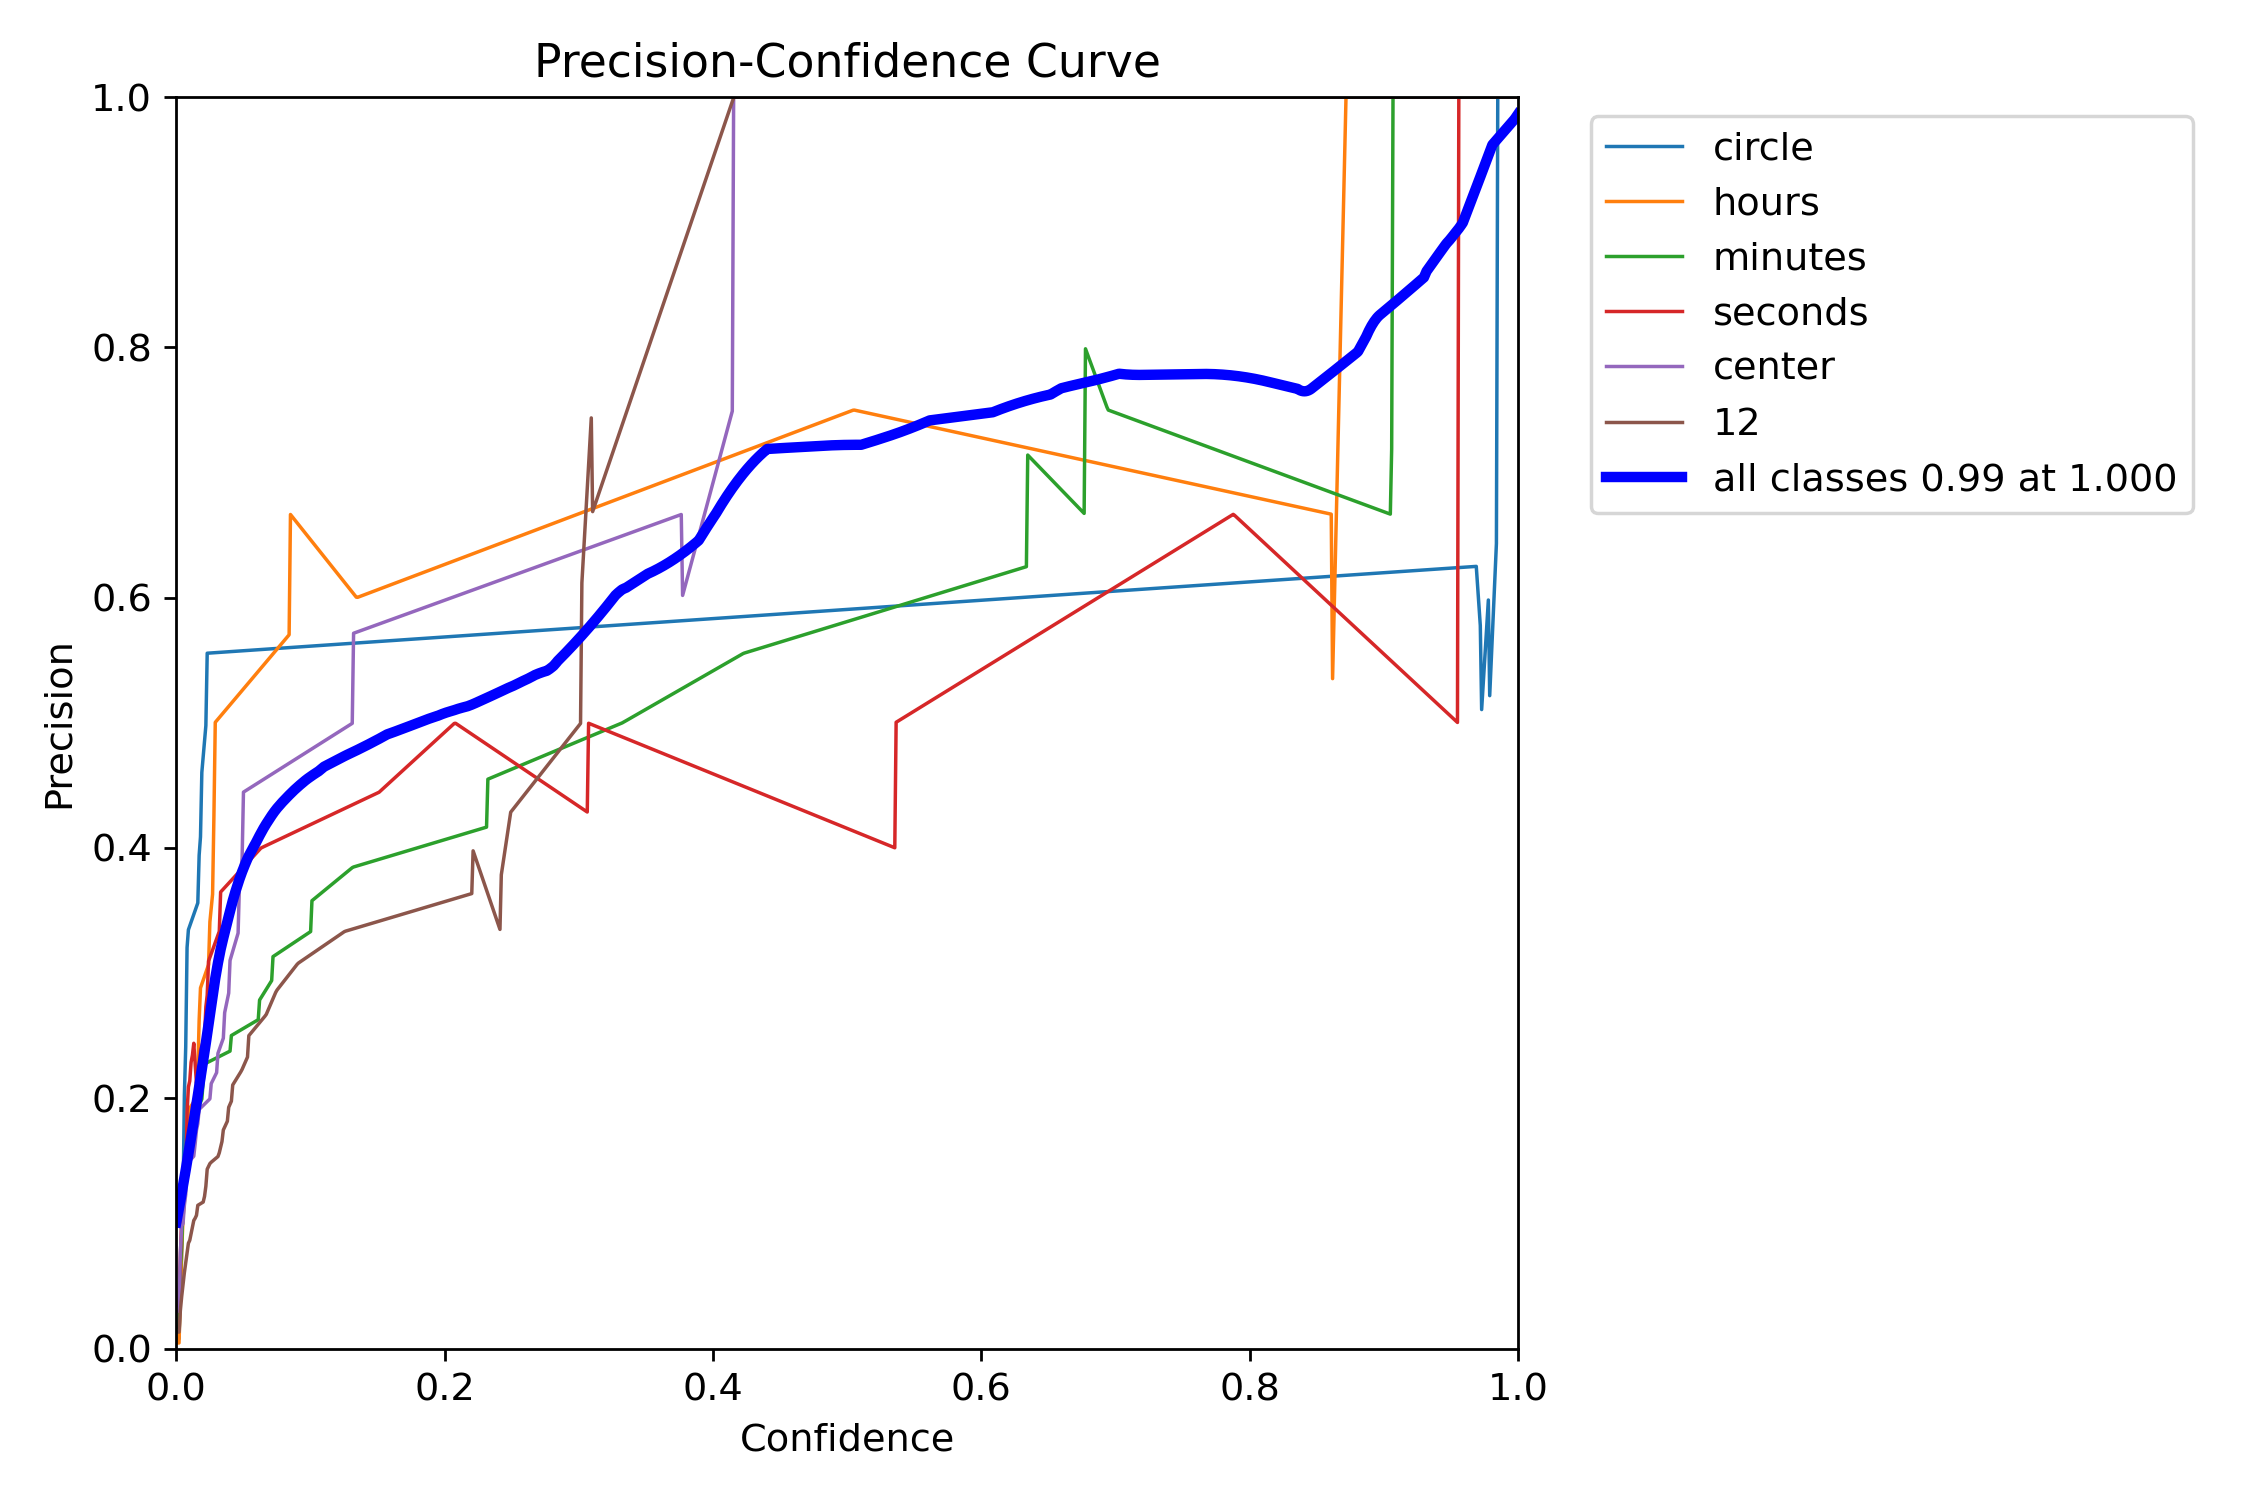 Precision-Confidence Curve
1.0
0.8
0.6
0.4
0.2
0.0
Precision
0.0 0.2 0.4 0.6 0.8 1.0
Confidence
circle
hours
minutes
seconds
center
12
all classes 0.99 at 1.000